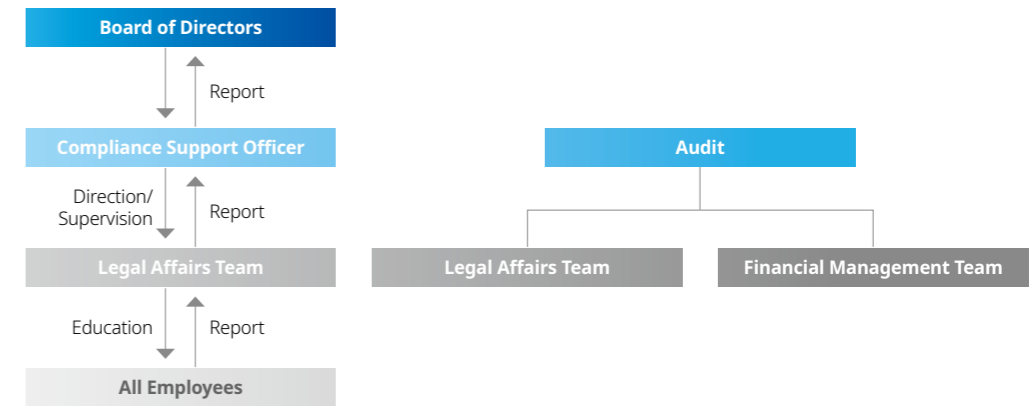 Board of Directors
Report
Compliance Support Officer
Audit
Direction/
Supervision
Report
Legal Affairs Team
Legal Affairs Team
Financial Management Team
Education
Report
All Employees